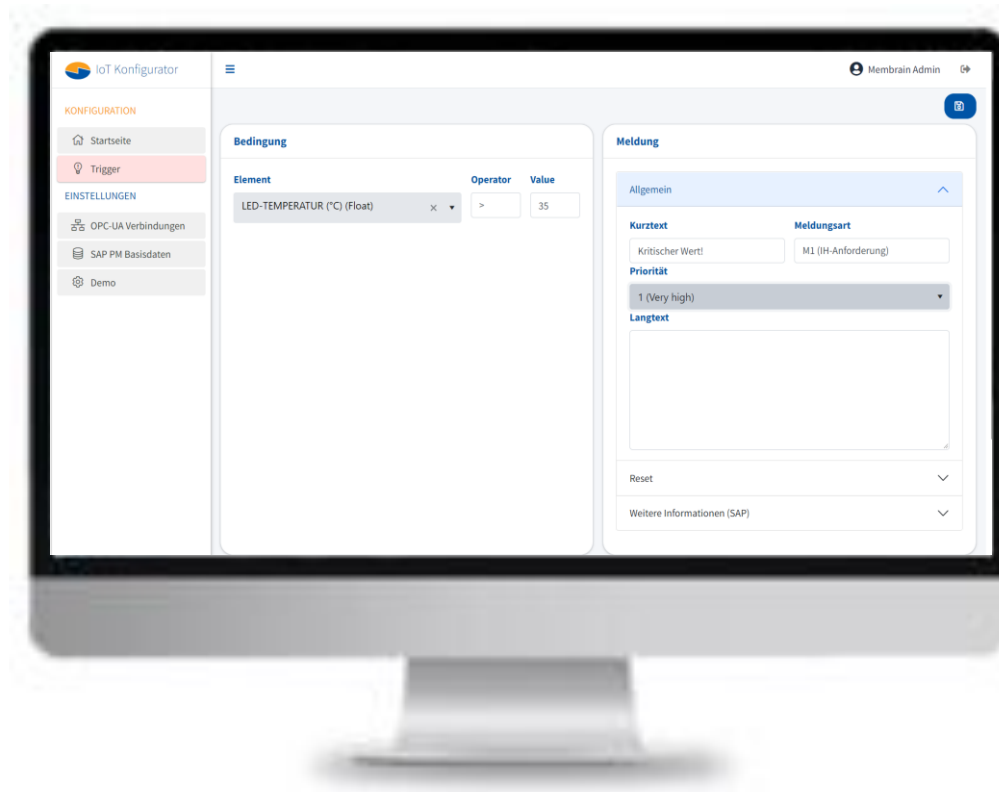 IoT Konfigurator
Membrain Admin
KONFIGURATION
Startseite
Trigger
EINSTELLUNGEN
OPC-UA Verbindungen
SAP PM Basisdaten
Demo
Bedingung
Element Operator Value
LED-TEMPERATUR (°C) (Float) × > 35
Meldung
Allgemein
Kurztext Meldungsart
Kritischer Wert! M1 (IH-Anforderung)
Priorität
1 (Very high)
Langtext
Reset
Weitere Informationen (SAP)